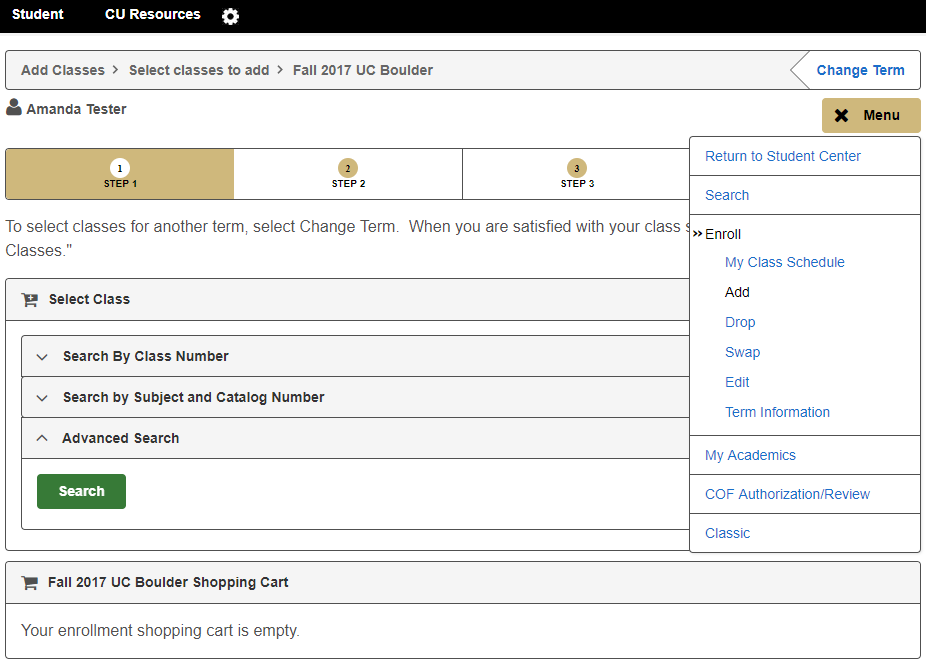 Student CU Resources
Add Classes > Select classes to add > Fall 2017 UC Boulder
Change Term
Amanda Tester
Menu
1
STEP 1
2
STEP 2
3
STEP 3
To select classes for another term, select Change Term. When you are satisfied with your class
Classes."
Select Class
Search By Class Number
Search by Subject and Catalog Number
Advanced Search
Search
Return to Student Center
Search
Enroll
My Class Schedule
Add
Drop
Swap
Edit
Term Information
My Academics
COF Authorization/Review
Classic
Fall 2017 UC Boulder Shopping Cart
Your enrollment shopping cart is empty.